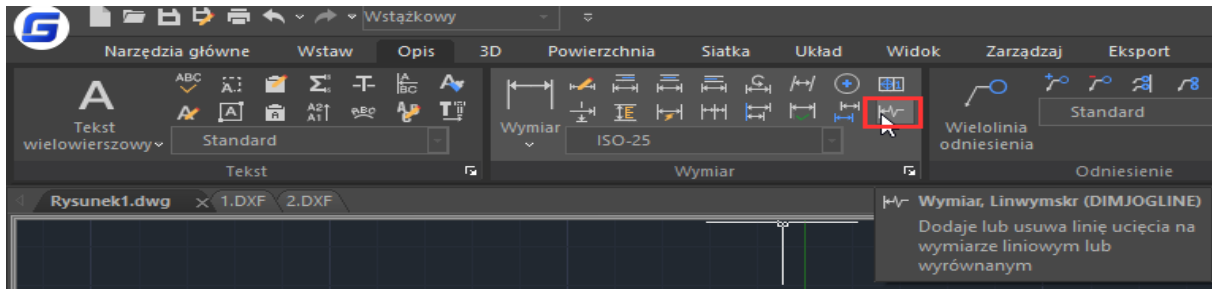 Wstążkowy
Narzędzia główne Wstaw Opis 3D Powierzchnia Siatka Układ Widok Zarządzaj Eksport
Tekst
wielowierszowy
Standard
Tekst
Wymiar
ISO-25
Wymiar
Wielolinia
odniesienia
Standard
Odniesienie
Rysunek1.dwg 1.DXF 2.DXF
Wymiar, Linwymskr (DIMJOGLINE)
Dodaje lub usuwa linię ucięcia na
wymiarze liniowym lub
wyrównanym